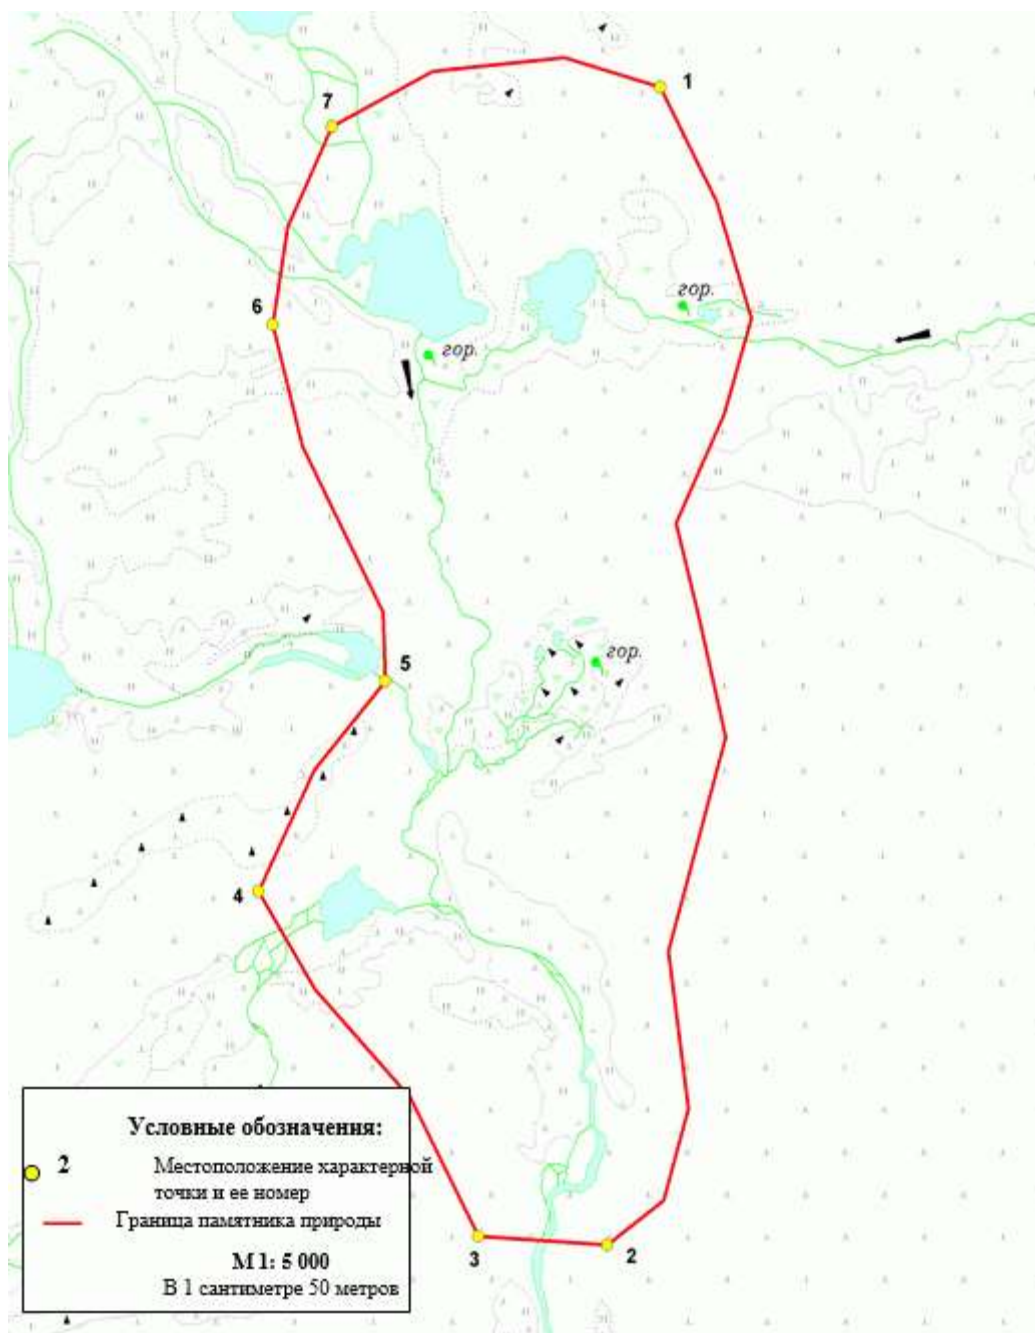 1
7
гор.
6
гор.
5
гор.
4
Условные обозначения:
2 Местоположение характерной
точки и ее номер
Граница памятника природы
М 1: 5 000
В 1 сантиметре 50 метров
3
2